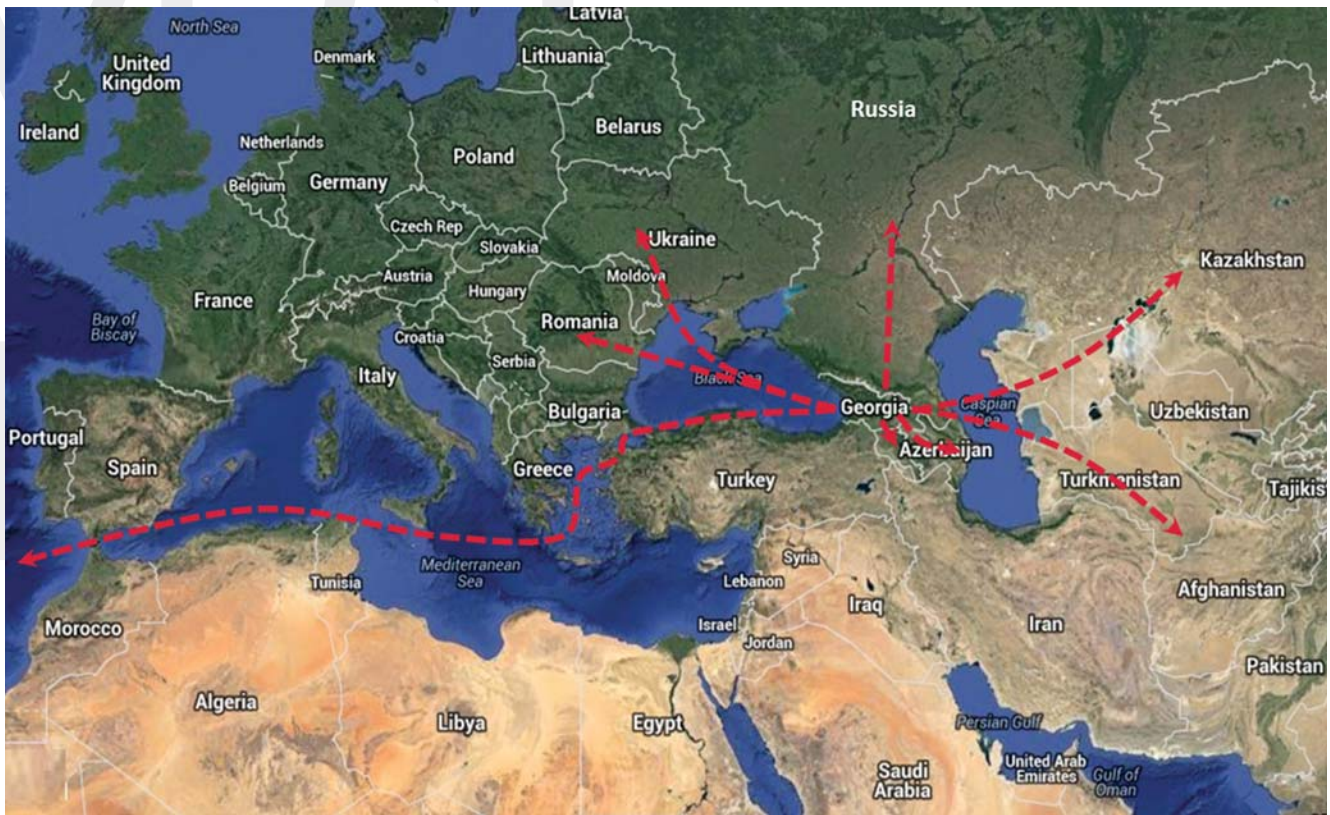 Latvia
North Sea
Denmark
Lithuania
United
Kingdom
Russia
Ireland
Belarus
Netherlands
Poland
Belgium
Germany
Czech Rep
Ukraine
Slovakia
Kazakhstan
Austria
Moldova
Hungary
France
Bay of
Biscay
Romania
Croatia
Serbia
Italy
Black Sea
Georgia
Caspian
Sea
Bulgaria
Uzbekistan
Portugal
Azerbaijan
Spain
Greece
Turkey
Turkmenistan
Tajikist
Syria
Mediterranean
Sea
Tunisia
Lebanon
Afghanistan
Iraq
Israel
Iran
Morocco
Jordan
Pakistan
Algeria
Libya
Egypt
Persian Gulf
United Arab
Emirates
Gulf of
Oman
Saudi
Arabia